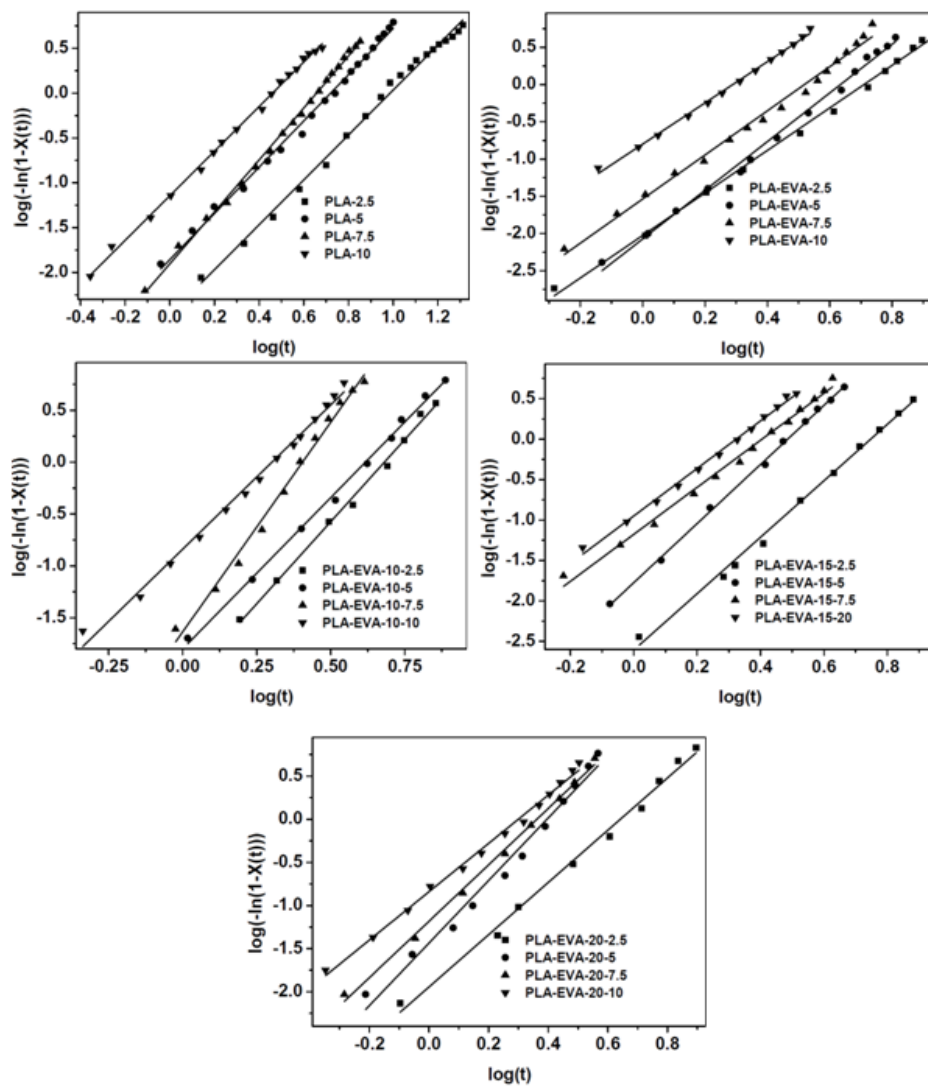 log(-ln(1-X(t)))
0.5
0.0
-0.5
-1.0
-1.5
-2.0
PLA-2.5
PLA-5
PLA-7.5
PLA-10
-0.4 -0.2 0.0 0.2 0.4 0.6 0.8 1.0 1.2
log(t)
log(-ln(1-(X(t)))
0.5
0.0
-0.5
-1.0
-1.5
-2.0
-2.5
PLA-EVA-2.5
PLA-EVA-5
PLA-EVA-7.5
PLA-EVA-10
-0.2 0.0 0.2 0.4 0.6 0.8
log(t)
log(-ln(1-X(t)))
0.5
0.0
-0.5
-1.0
-1.5
PLA-EVA-10-2.5
PLA-EVA-10-5
PLA-EVA-10-7.5
PLA-EVA-10-10
-0.25 0.00 0.25 0.50 0.75
log(t)
log(-ln(1-X(t)))
0.5
0.0
-0.5
-1.0
-1.5
-2.0
-2.5
PLA-EVA-15-2.5
PLA-EVA-15-5
PLA-EVA-15-7.5
PLA-EVA-15-20
-0.2 0.0 0.2 0.4 0.6 0.8
log(t)
log(-ln(1-X(t)))
0.5
0.0
-0.5
-1.0
-1.5
-2.0
PLA-EVA-20-2.5
PLA-EVA-20-5
PLA-EVA-20-7.5
PLA-EVA-20-10
-0.2 0.0 0.2 0.4 0.6 0.8
log(t)